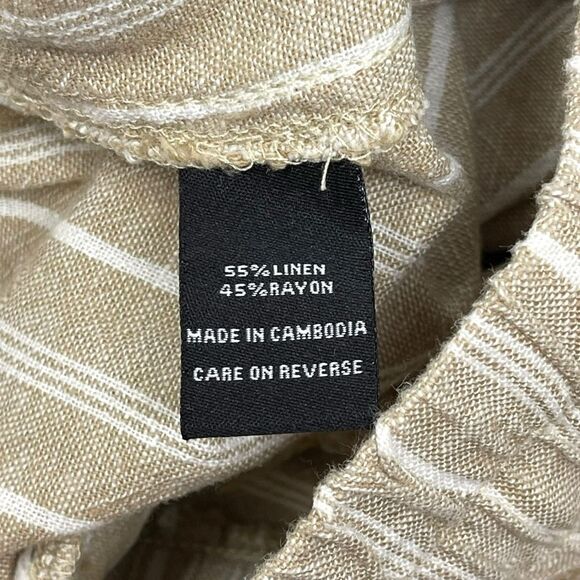 55%LINEN
45%RAYON
MADE IN CAMBODIA
CARE ON REVERSE